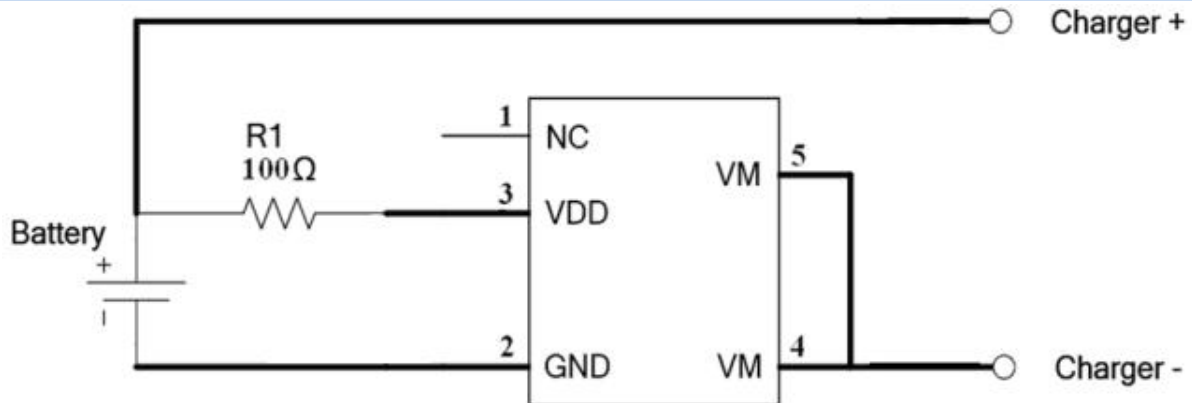 Charger +
1
NC
R1
100Ω
5
VM
3
VDD
Battery
+
−
2
GND
VM
4
Charger -